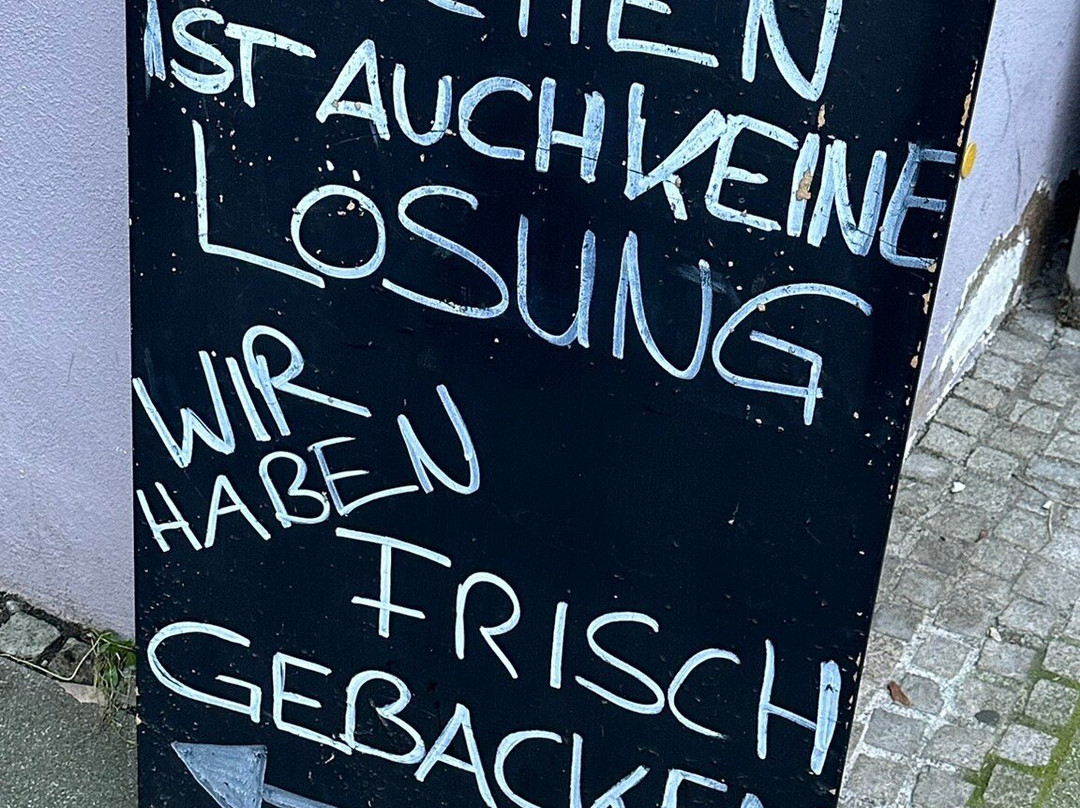 IST AUCH KEINE
LÖSUNG
WIR
HABEN
FRISCH
GEBACKEN